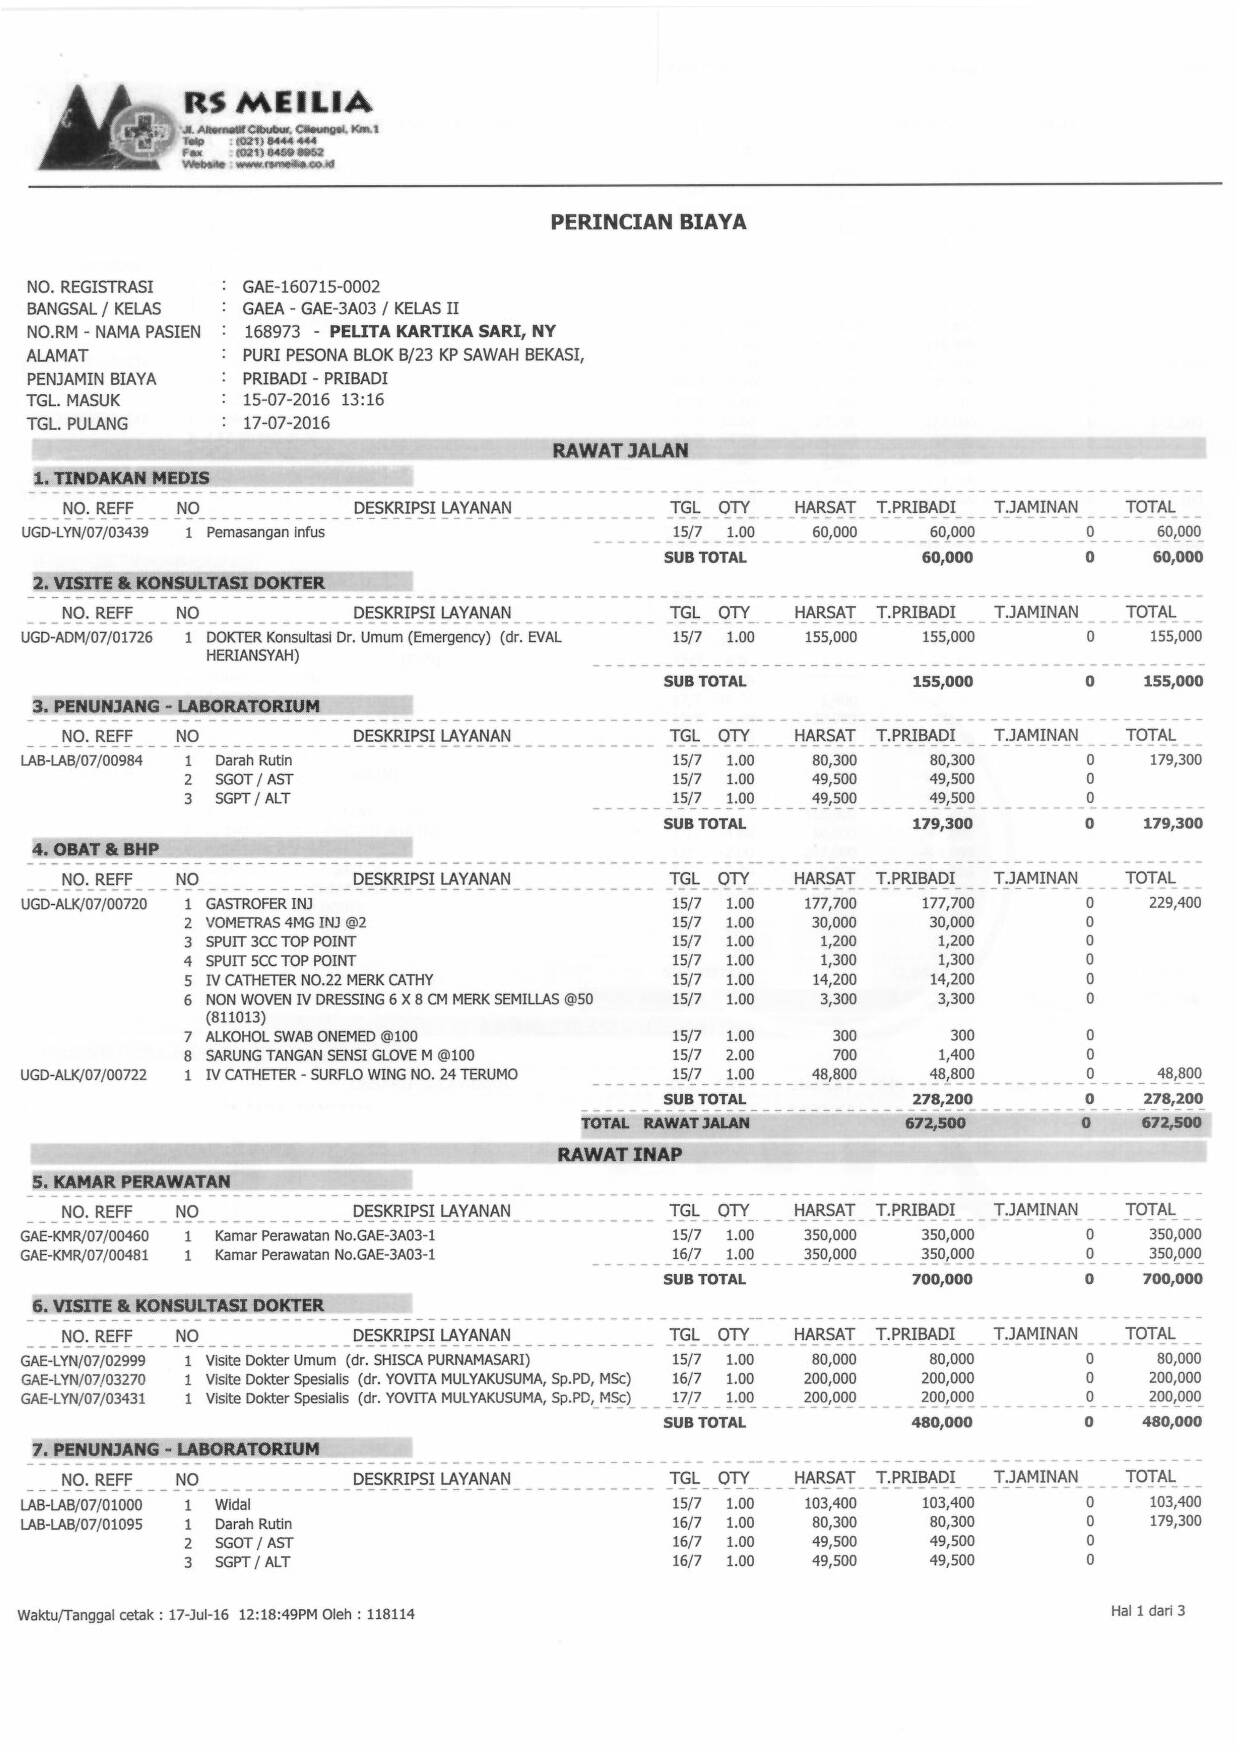 RS MEILIA
Jl. Alternatif Cibubur, Cileungsi, Km.1
Telp : (021) 8444 444
Fax : (021) 8459 8952
Website : www.rsmeilia.co.id
PERINCIAN BIAYA
NO. REGISTRASI : GAE-160715-0002
BANGSAL / KELAS : GAEA - GAE-3A03 / KELAS II
NO.RM - NAMA PASIEN : 168973 - PELITA KARTIKA SARI, NY
ALAMAT : PURI PESONA BLOK B/23 KP SAWAH BEKASI,
PENJAMIN BIAYA : PRIBADI - PRIBADI
TGL. MASUK : 15-07-2016 13:16
TGL. PULANG : 17-07-2016
RAWAT JALAN
1. TINDAKAN MEDIS
NO. REFF NO DESKRIPSI LAYANAN TGL QTY HARSAT T.PRIBADI T.JAMINAN TOTAL
UGD-LYN/07/03439 1 Pemasangan infus 15/7 1.00 60,000 60,000 0 60,000
SUB TOTAL 60,000 0 60,000
2. VISITE & KONSULTASI DOKTER
NO. REFF NO DESKRIPSI LAYANAN TGL QTY HARSAT T.PRIBADI T.JAMINAN TOTAL
UGD-ADM/07/01726 1 DOKTER Konsultasi Dr. Umum (Emergency) (dr. EVAL 15/7 1.00 155,000 155,000 0 155,000
HERIANSYAH)
SUB TOTAL 155,000 0 155,000
3. PENUNJANG - LABORATORIUM
NO. REFF NO DESKRIPSI LAYANAN TGL QTY HARSAT T.PRIBADI T.JAMINAN TOTAL
LAB-LAB/07/00984 1 Darah Rutin 15/7 1.00 80,300 80,300 0 179,300
2 SGOT / AST 15/7 1.00 49,500 49,500 0
3 SGPT / ALT 15/7 1.00 49,500 49,500 0
SUB TOTAL 179,300 0 179,300
4. OBAT & BHP
NO. REFF NO DESKRIPSI LAYANAN TGL QTY HARSAT T.PRIBADI T.JAMINAN TOTAL
UGD-ALK/07/00720 1 GASTROFER INJ 15/7 1.00 177,700 177,700 0 229,400
2 VOMETRAS 4MG INJ @2 15/7 1.00 30,000 30,000 0
3 SPUIT 3CC TOP POINT 15/7 1.00 1,200 1,200 0
4 SPUIT 5CC TOP POINT 15/7 1.00 1,300 1,300 0
5 IV CATHETER NO.22 MERK CATHY 15/7 1.00 14,200 14,200 0
6 NON WOVEN IV DRESSING 6 X 8 CM MERK SEMILLAS @50 15/7 1.00 3,300 3,300 0
(811013)
7 ALKOHOL SWAB ONEMED @100 15/7 1.00 300 300 0
8 SARUNG TANGAN SENSI GLOVE M @100 15/7 2.00 700 1,400 0
UGD-ALK/07/00722 1 IV CATHETER - SURFLO WING NO. 24 TERUMO 15/7 1.00 48,800 48,800 0 48,800
SUB TOTAL 278,200 0 278,200
TOTAL RAWAT JALAN 672,500 0 672,500
RAWAT INAP
5. KAMAR PERAWATAN
NO. REFF NO DESKRIPSI LAYANAN TGL QTY HARSAT T.PRIBADI T.JAMINAN TOTAL
GAE-KMR/07/00460 1 Kamar Perawatan No.GAE-3A03-1 15/7 1.00 350,000 350,000 0 350,000
GAE-KMR/07/00481 1 Kamar Perawatan No.GAE-3A03-1 16/7 1.00 350,000 350,000 0 350,000
SUB TOTAL 700,000 0 700,000
6. VISITE & KONSULTASI DOKTER
NO. REFF NO DESKRIPSI LAYANAN TGL QTY HARSAT T.PRIBADI T.JAMINAN TOTAL
GAE-LYN/07/02999 1 Visite Dokter Umum (dr. SHISCA PURNAMASARI) 15/7 1.00 80,000 80,000 0 80,000
GAE-LYN/07/03270 1 Visite Dokter Spesialis (dr. YOVITA MULYAKUSUMA, Sp.PD, MSc) 16/7 1.00 200,000 200,000 0 200,000
GAE-LYN/07/03431 1 Visite Dokter Spesialis (dr. YOVITA MULYAKUSUMA, Sp.PD, MSc) 17/7 1.00 200,000 200,000 0 200,000
SUB TOTAL 480,000 0 480,000
7. PENUNJANG - LABORATORIUM
NO. REFF NO DESKRIPSI LAYANAN TGL QTY HARSAT T.PRIBADI T.JAMINAN TOTAL
LAB-LAB/07/01000 1 Widal 15/7 1.00 103,400 103,400 0 103,400
LAB-LAB/07/01095 1 Darah Rutin 16/7 1.00 80,300 80,300 0 179,300
2 SGOT / AST 16/7 1.00 49,500 49,500 0
3 SGPT / ALT 16/7 1.00 49,500 49,500 0
Waktu/Tanggal cetak : 17-Jul-16 12:18:49PM Oleh : 118114
Hal 1 dari 3